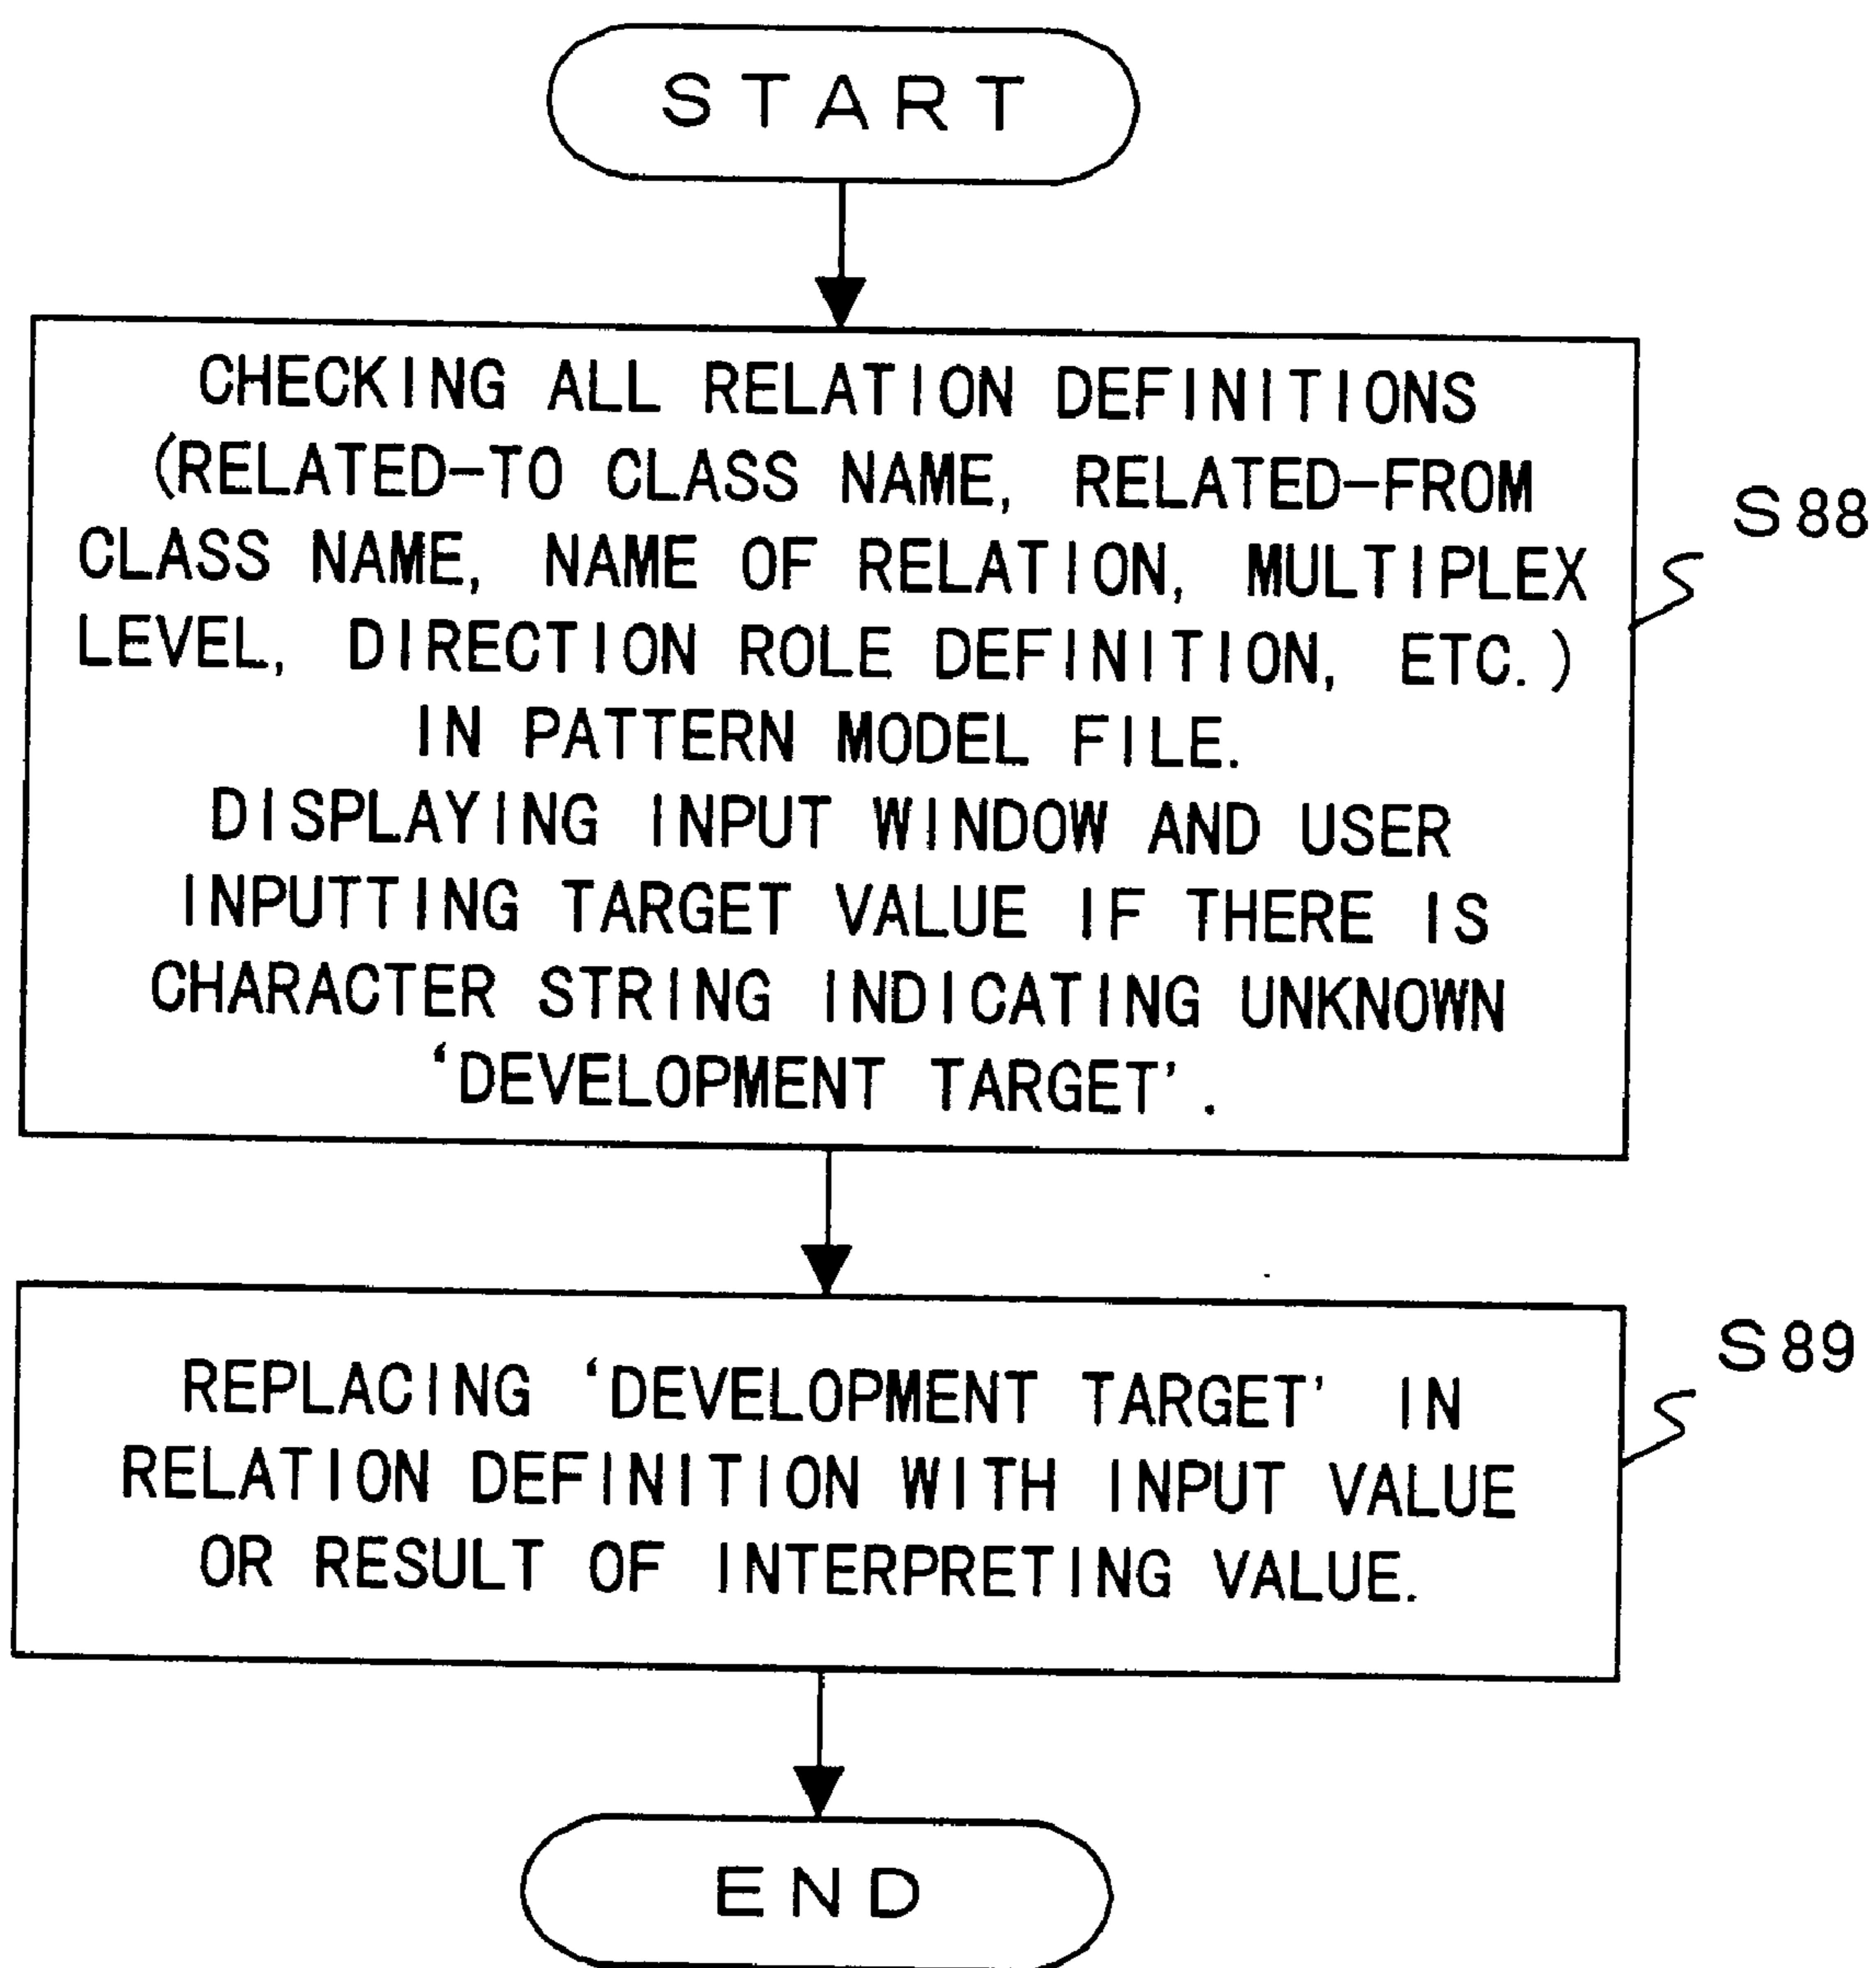 START
CHECKING ALL RELATION DEFINITIONS
(RELATED-TO CLASS NAME, RELATED-FROM
CLASS NAME, NAME OF RELATION, MULTIPLEX
LEVEL, DIRECTION ROLE DEFINITION, ETC.)
IN PATTERN MODEL FILE.
DISPLAYING INPUT WINDOW AND USER
INPUTTING TARGET VALUE IF THERE IS
CHARACTER STRING INDICATING UNKNOWN
‘DEVELOPMENT TARGET’.
S88
REPLACING ‘DEVELOPMENT TARGET’ IN
RELATION DEFINITION WITH INPUT VALUE
OR RESULT OF INTERPRETING VALUE.
S89
END